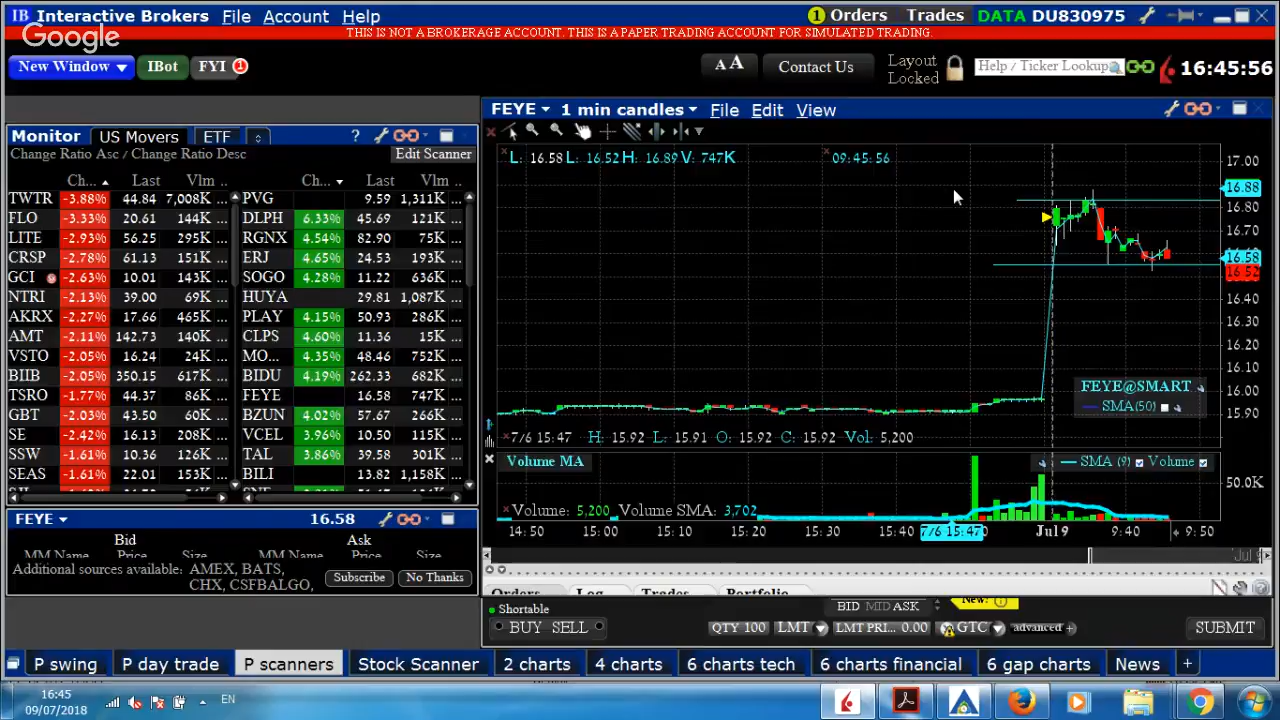 IB Interactive Brokers File Account Help 1 Orders Trades DATA DU830975
Google
THIS IS NOT A BROKERAGE ACCOUNT. THIS IS A PAPER TRADING ACCOUNT FOR SIMULATED TRADING.
New Window IBot FYI 1 A A Contact Us Layout Locked Help / Ticker Lookup 16:45:56
FEYE 1 min candles File Edit View
Monitor US Movers ETF ?
Change Ratio Asc / Change Ratio Desc Edit Scanner
Ch... Last Vlm .. Ch... Last Vlm ..
TWTR -3.88% 44.84 7,008K ... PVG 9.59 1,311K ...
FLO -3.33% 20.61 144K ... DLPH 6.33% 45.69 121K ...
LITE -2.93% 56.25 295K ... RGNX 4.54% 82.90 75K ...
CRSP -2.78% 61.13 151K ... ERJ 4.65% 24.53 193K ...
GCI -2.63% 10.01 143K ... SOGO 4.28% 11.22 636K ...
NTRI -2.13% 39.00 69K ... HUYA 29.81 1,087K ...
AKRX -2.27% 17.66 465K ... PLAY 4.15% 50.93 286K ...
AMT -2.11% 142.73 140K ... CLPS 4.60% 11.36 15K ...
VSTO -2.05% 16.24 24K ... MO... 4.35% 48.46 752K ...
BIIB -2.05% 350.15 617K ... BIDU 4.19% 262.33 682K ...
TSRO -1.77% 44.37 86K ... FEYE 16.58 747K ...
GBT -2.03% 43.50 60K ... BZUN 4.02% 57.67 266K ...
SE -2.42% 16.13 208K ... VCEL 3.96% 10.50 115K ...
SSW -1.61% 10.36 126K ... TAL 3.86% 39.58 301K ...
SEAS -1.61% 22.01 153K ... BILI 13.82 1,158K ...
L: 16.58 L: 16.52 H: 16.89 V: 747K 09:45:56
17.00
16.88
16.80
16.70
16.58
16.52
16.40
16.30
16.20
16.10
16.00
15.90
FEYE@SMART
SMA(50)
7/6 15:47 H: 15.92 L: 15.91 O: 15.92 C: 15.92 Vol: 5,200
Volume MA SMA (9) Volume
50.0K
Volume: 5,200 Volume SMA: 3,702
14:50 15:00 15:10 15:20 15:30 15:40 7/6 15:47 Jul 9 9:40 9:50
Jul 9
FEYE 16.58
Bid Ask
MM Name Price Size MM Name Price Size
Additional sources available: AMEX, BATS, CHX, CSFBALGO, Subscribe No Thanks
Orders Log Trades Portfolio
Shortable BID MID ASK New!
BUY SELL QTY 100 LMT LMT PRI... 0.00 GTC advanced + SUBMIT
P swing P day trade P scanners Stock Scanner 2 charts 4 charts 6 charts tech 6 charts financial 6 gap charts News +
16:45
09/07/2018
EN